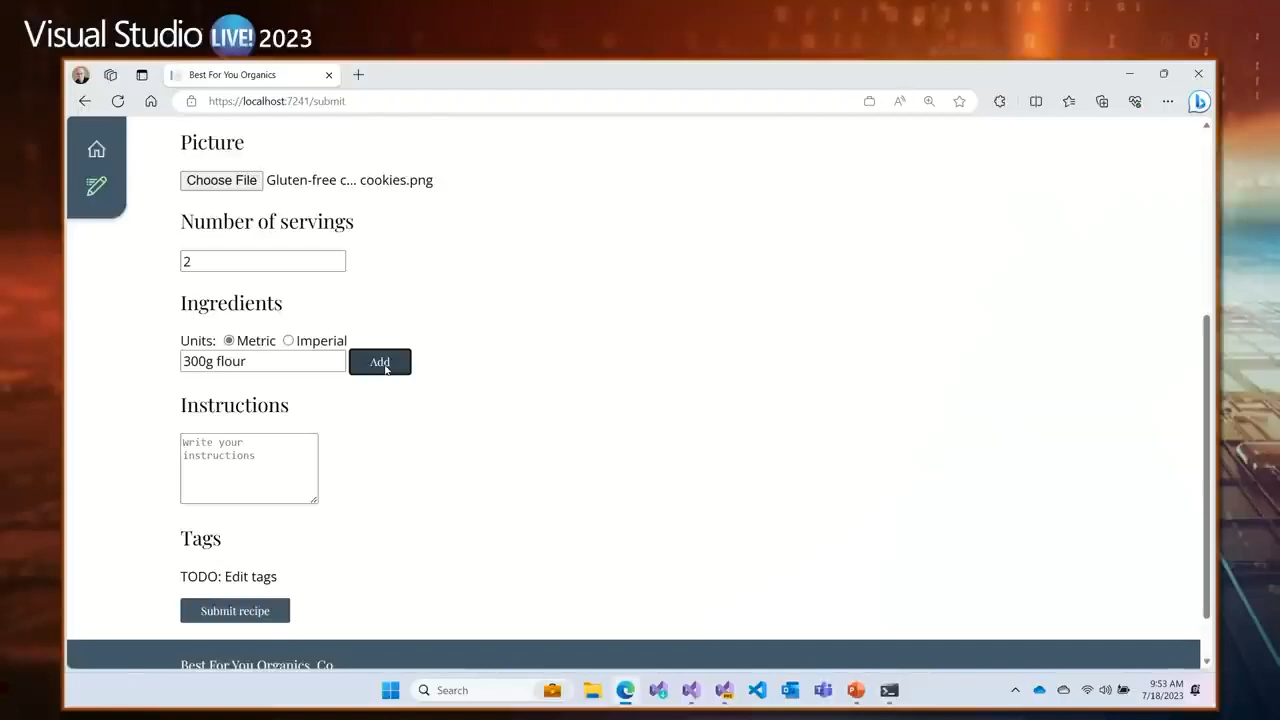 Visual Studio LIVE! 2023
Best For You Organics
https://localhost:7241/submit
Picture
Choose File Gluten-free c... cookies.png
Number of servings
2
Ingredients
Units: Metric Imperial
300g flour Add
Instructions
Write your
instructions
Tags
TODO: Edit tags
Submit recipe
Best For You Organics, Co
Search
9:53 AM
7/18/2023